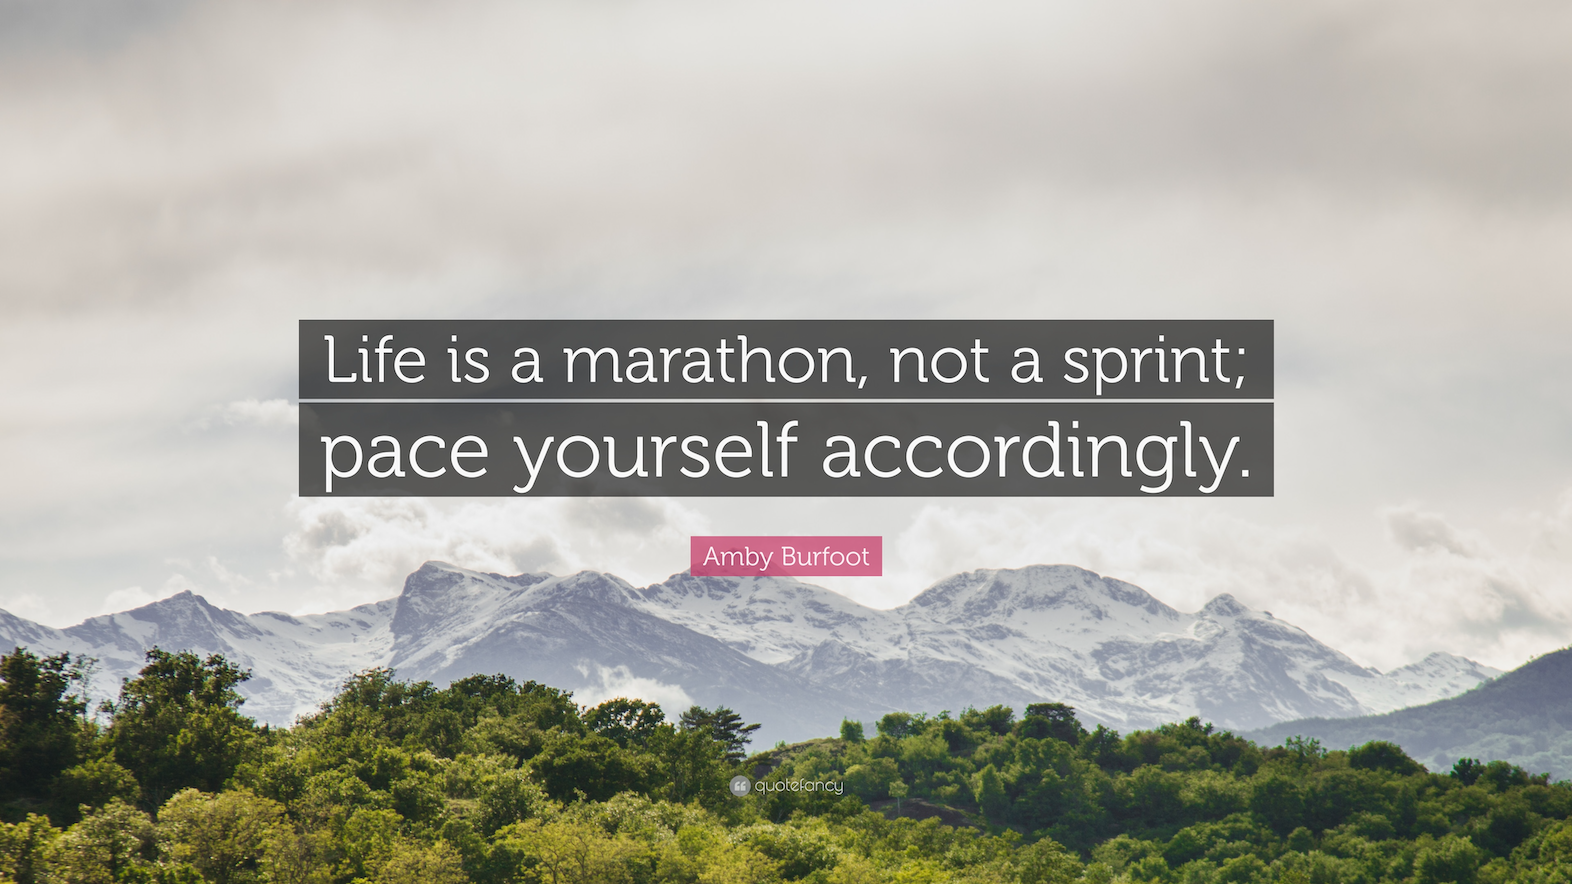 Life is a marathon, not a sprint;
pace yourself accordingly.
Amby Burfoot
quotefancy